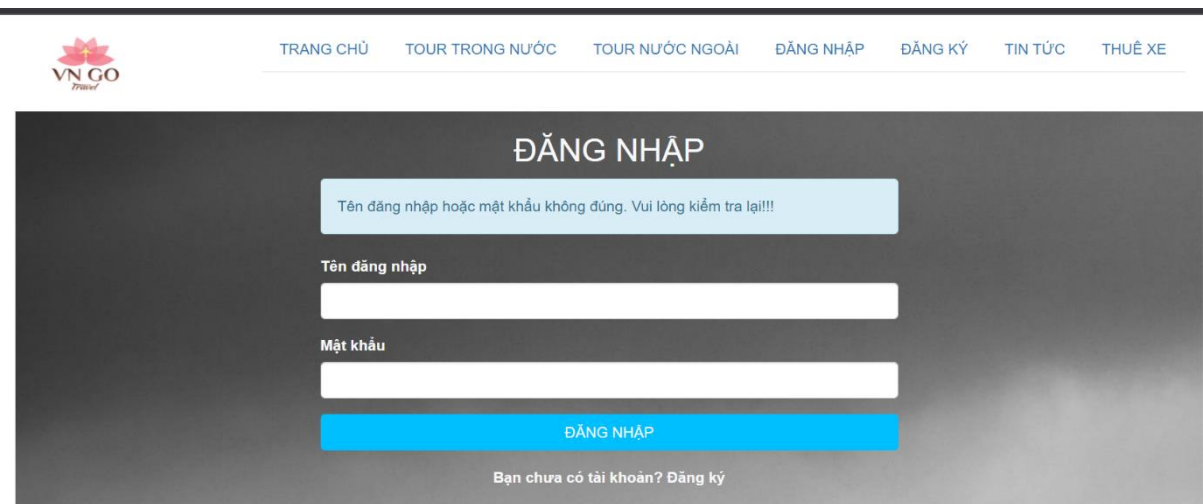 VN GO
Travel
TRANG CHỦ TOUR TRONG NƯỚC TOUR NƯỚC NGOÀI ĐĂNG NHẬP ĐĂNG KÝ TIN TỨC THUÊ XE
ĐĂNG NHẬP
Tên đăng nhập hoặc mật khẩu không đúng. Vui lòng kiểm tra lại!!!
Tên đăng nhập
Mật khẩu
ĐĂNG NHẬP
Bạn chưa có tài khoản? Đăng ký